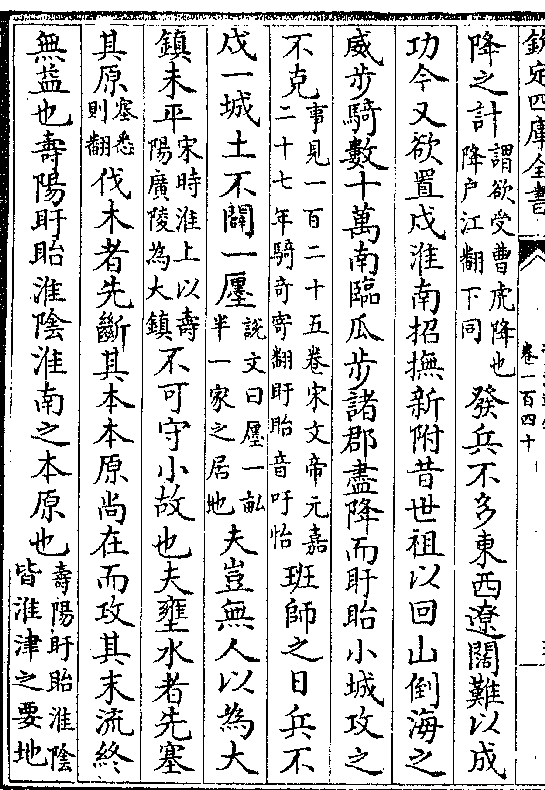 欽定四庫全書
卷一百四十
降之計謂欲受曹虎降也降户江翻下同發兵不多東西遼闊難以成
功今又欲置戍淮南招撫新附昔世祖以回山倒海之
威步騎數十萬南臨瓜步諸郡盡降而盱眙小城攻之
不克事見一百二十五卷宋文帝元嘉二十七年騎奇寄翻盱眙音吁怡班師之日兵不
戍一城土不闢一廛說文曰廛一畝半一家之居地夫豈無人以為大
鎮未平宋時淮上以壽陽廣陵為大鎮不可守小故也夫壅水者先塞
其原塞悉則翻伐木者先斷其本本原尚在而攻其末流終
無益也壽陽盱眙淮隂淮南之本原也壽陽盱眙淮隂皆淮津之要地